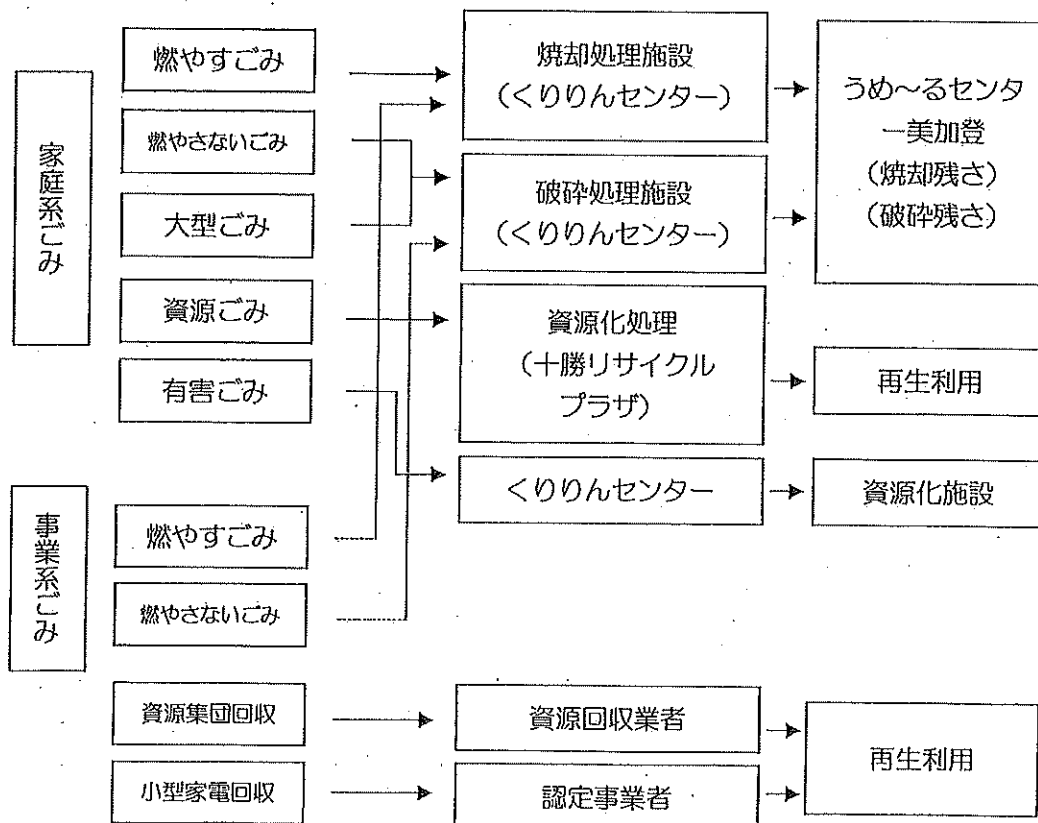 家庭系ごみ
燃やすごみ
燃やさないごみ
大型ごみ
資源ごみ
有害ごみ
焼却処理施設
(くりりんセンター)
破砕処理施設
(くりりんセンター)
資源化処理
(十勝リサイクル
プラザ)
くりりんセンター
うめ～るセンタ
ー美加登
(焼却残さ)
(破砕残さ)
再生利用
資源化施設
事業系ごみ
燃やすごみ
燃やさないごみ
資源集団回収
小型家電回収
資源回収業者
認定事業者
再生利用